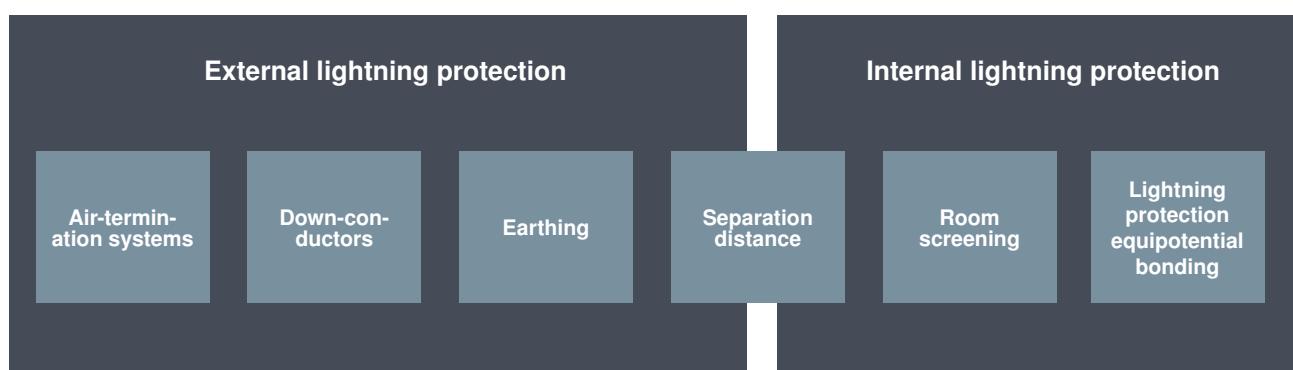 External lightning protection
Internal lightning protection
Air-termin-
ation systems
Down-con-
ductors
Earthing
Separation
distance
Room
screening
Lightning
protection
equipotential
bonding